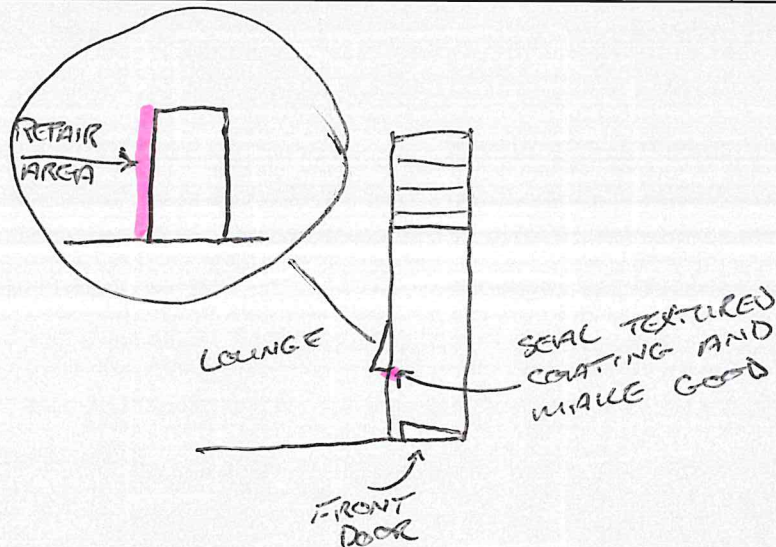 REPAIR
AREA
LOUNGE
SEAL TEXTURED
COATING AND
MAKE GOOD
FRONT
DOOR